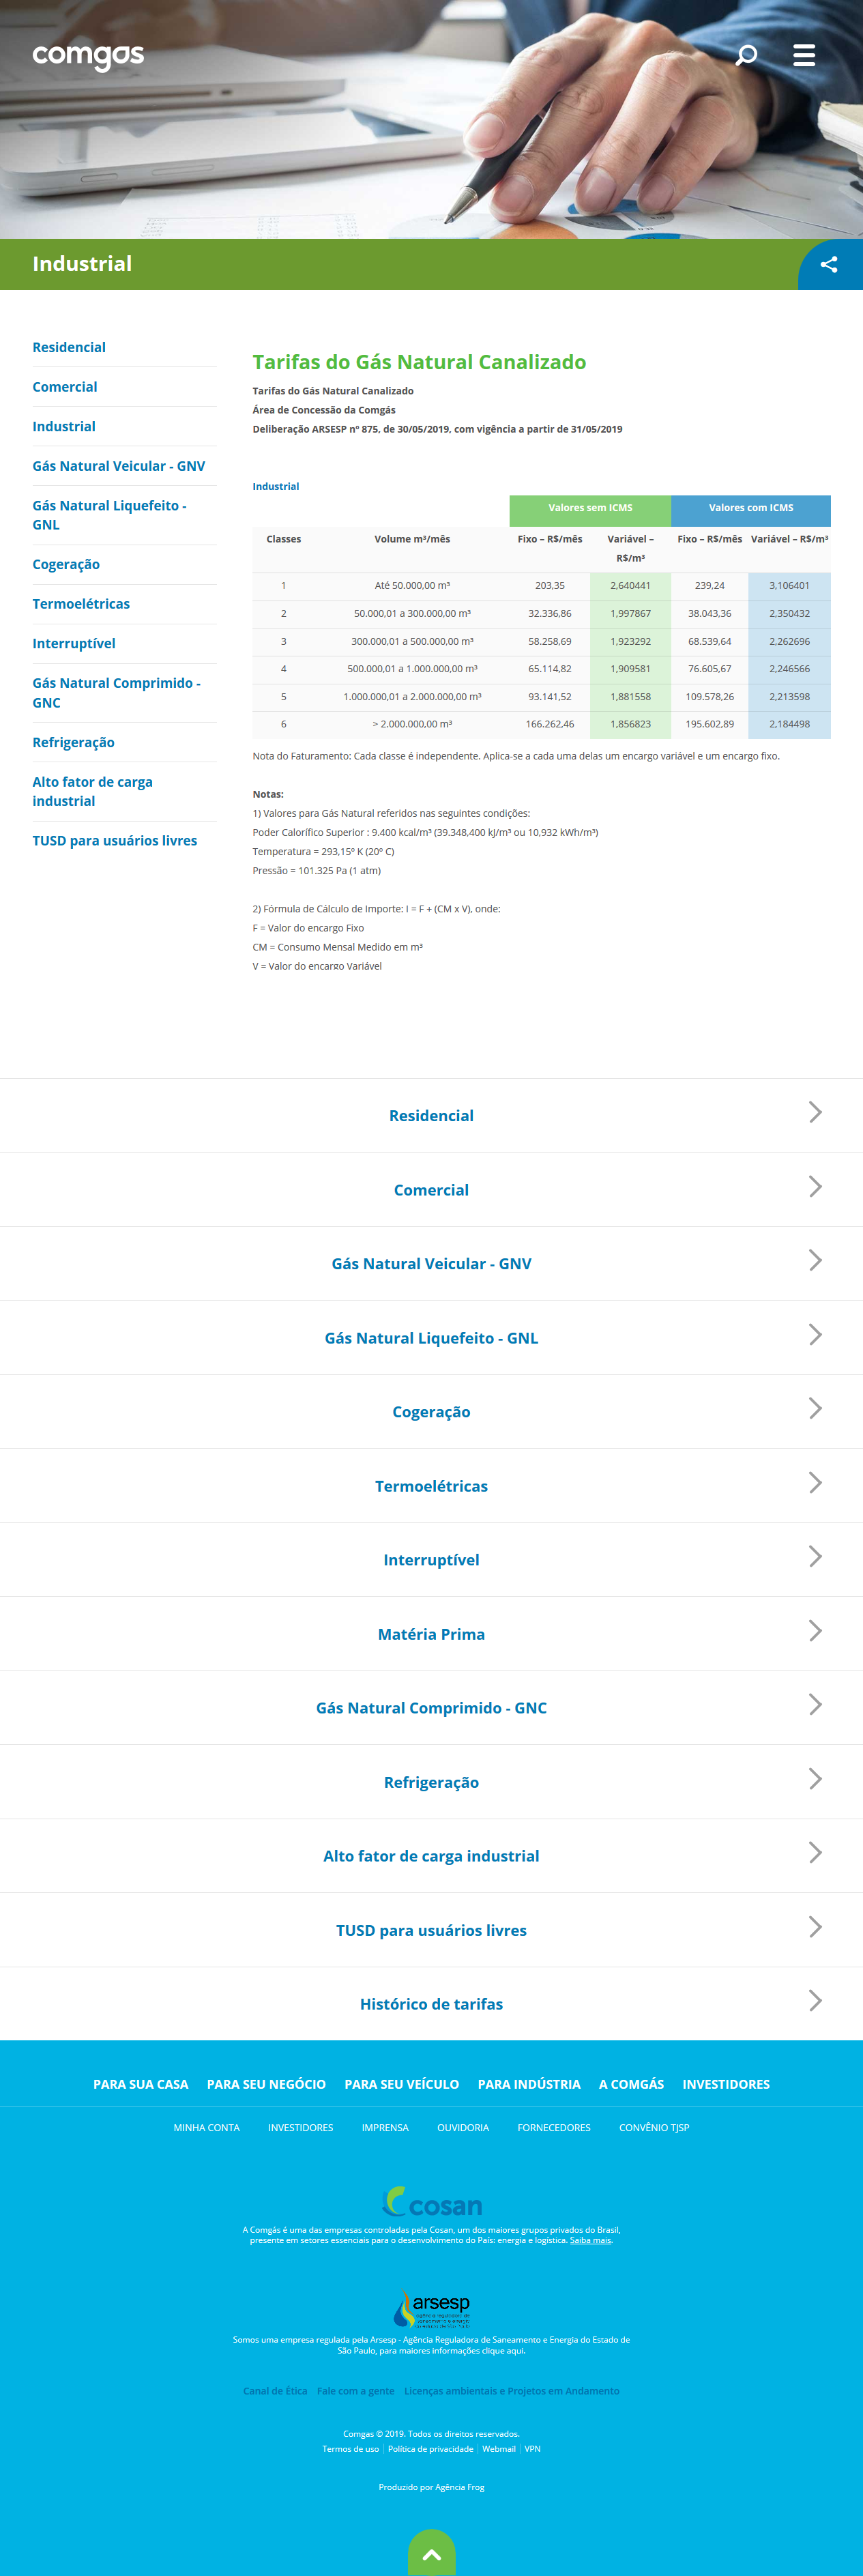 comgas
Industrial
Residencial
Comercial
Industrial
Gás Natural Veicular - GNV
Gás Natural Liquefeito -
GNL
Cogeração
Termoelétricas
Interruptível
Gás Natural Comprimido -
GNC
Refrigeração
Alto fator de carga
industrial
TUSD para usuários livres
Tarifas do Gás Natural Canalizado
Tarifas do Gás Natural Canalizado
Área de Concessão da Comgás
Deliberação ARSESP nº 875, de 30/05/2019, com vigência a partir de 31/05/2019
Industrial
Valores sem ICMS Valores com ICMS
Classes Volume m³/mês Fixo – R$/mês Variável – R$/m³ Fixo – R$/mês Variável – R$/m³
1 Até 50.000,00 m³ 203,35 2,640441 239,24 3,106401
2 50.000,01 a 300.000,00 m³ 32.336,86 1,997867 38.043,36 2,350432
3 300.000,01 a 500.000,00 m³ 58.258,69 1,923292 68.539,64 2,262696
4 500.000,01 a 1.000.000,00 m³ 65.114,82 1,909581 76.605,67 2,246566
5 1.000.000,01 a 2.000.000,00 m³ 93.141,52 1,881558 109.578,26 2,213598
6 > 2.000.000,00 m³ 166.262,46 1,856823 195.602,89 2,184498
Nota do Faturamento: Cada classe é independente. Aplica-se a cada uma delas um encargo variável e um encargo fixo.
Notas:
1) Valores para Gás Natural referidos nas seguintes condições:
Poder Calorífico Superior : 9.400 kcal/m³ (39.348,400 kJ/m³ ou 10,932 kWh/m³)
Temperatura = 293,15º K (20º C)
Pressão = 101.325 Pa (1 atm)
2) Fórmula de Cálculo de Importe: I = F + (CM x V), onde:
F = Valor do encargo Fixo
CM = Consumo Mensal Medido em m³
V = Valor do encargo Variável
Residencial
Comercial
Gás Natural Veicular - GNV
Gás Natural Liquefeito - GNL
Cogeração
Termoelétricas
Interruptível
Matéria Prima
Gás Natural Comprimido - GNC
Refrigeração
Alto fator de carga industrial
TUSD para usuários livres
Histórico de tarifas
PARA SUA CASA PARA SEU NEGÓCIO PARA SEU VEÍCULO PARA INDÚSTRIA A COMGÁS INVESTIDORES
MINHA CONTA INVESTIDORES IMPRENSA OUVIDORIA FORNECEDORES CONVÊNIO TJSP
cosan
A Comgás é uma das empresas controladas pela Cosan, um dos maiores grupos privados do Brasil,
presente em setores essenciais para o desenvolvimento do País: energia e logística. Saiba mais.
arsesp
Somos uma empresa regulada pela Arsesp - Agência Reguladora de Saneamento e Energia do Estado de
São Paulo, para maiores informações clique aqui.
Canal de Ética Fale com a gente Licenças ambientais e Projetos em Andamento
Comgas © 2019. Todos os direitos reservados.
Termos de uso | Política de privacidade | Webmail | VPN
Produzido por Agência Frog